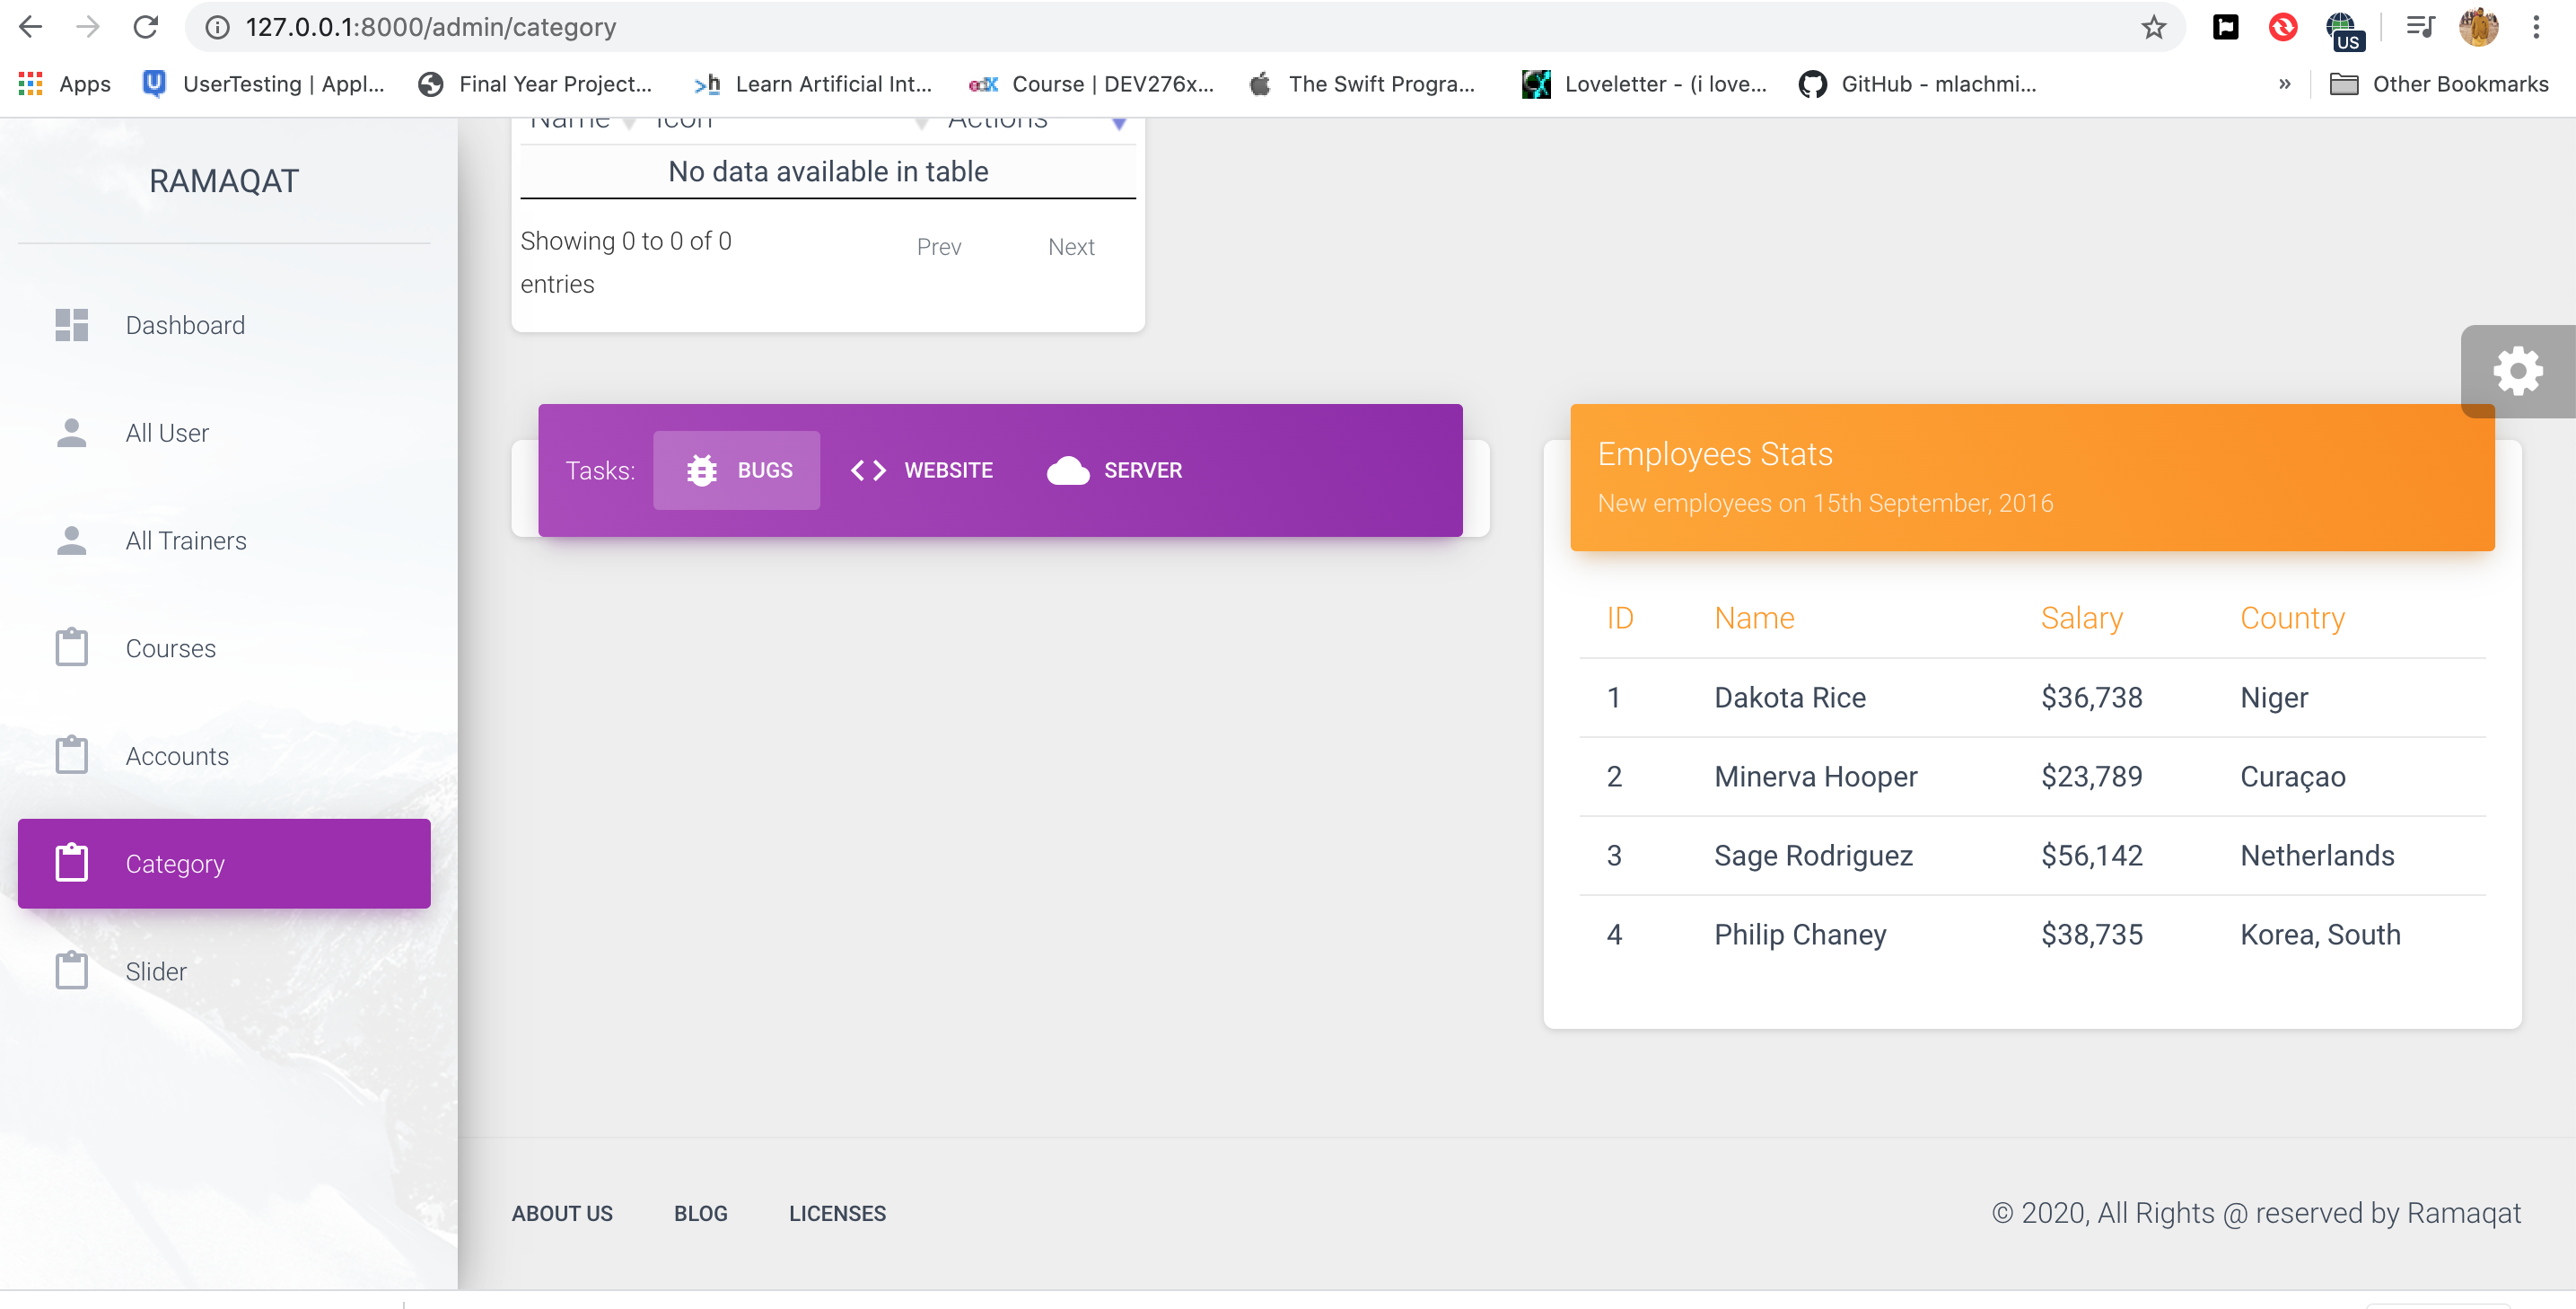 127.0.0.1:8000/admin/category
US
Apps
UserTesting | Appl...
Final Year Project...
Learn Artificial Int...
Course | DEV276x...
The Swift Progra...
Loveletter - (i love...
GitHub - mlachmi...
»
Other Bookmarks
RAMAQAT
Dashboard
All User
All Trainers
Courses
Accounts
Category
Slider
Name Icon Actions
No data available in table
Showing 0 to 0 of 0
entries
Prev Next
Tasks: BUGS WEBSITE SERVER
Employees Stats
New employees on 15th September, 2016
ID Name Salary Country
1 Dakota Rice $36,738 Niger
2 Minerva Hooper $23,789 Curaçao
3 Sage Rodriguez $56,142 Netherlands
4 Philip Chaney $38,735 Korea, South
ABOUT US BLOG LICENSES
© 2020, All Rights @ reserved by Ramaqat